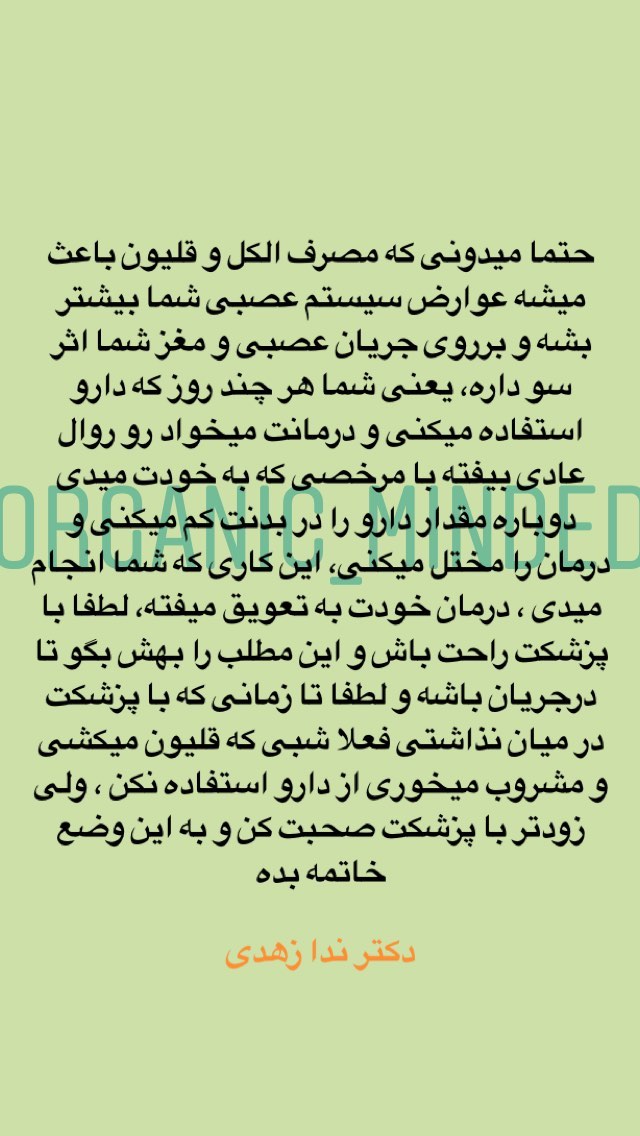 حتما میدونی که مصرف الکل و قلیون باعث
میشه عوارض سیستم عصبی شما بیشتر
بشه و برروی جریان عصبی و مغز شما اثر
سو داره، یعنی شما هر چند روز که دارو
استفاده میکنی و درمانت میخواد رو روال
عادی بیفته با مرخصی که به خودت میدی
دوباره مقدار دارو را در بدنت کم میکنی و
ORGANIC_MINDED
درمان را مختل میکنی، این کاری که شما انجام
میدی ، درمان خودت به تعویق میفته، لطفا با
پزشکت راحت باش و این مطلب را بهش بگو تا
درجریان باشه و لطفا تا زمانی که با پزشکت
در میان نذاشتی فعلا شبی که قلیون میکشی
و مشروب میخوری از دارو استفاده نکن ، ولی
زودتر با پزشکت صحبت کن و به این وضع
خاتمه بده
دکتر ندا زهدی